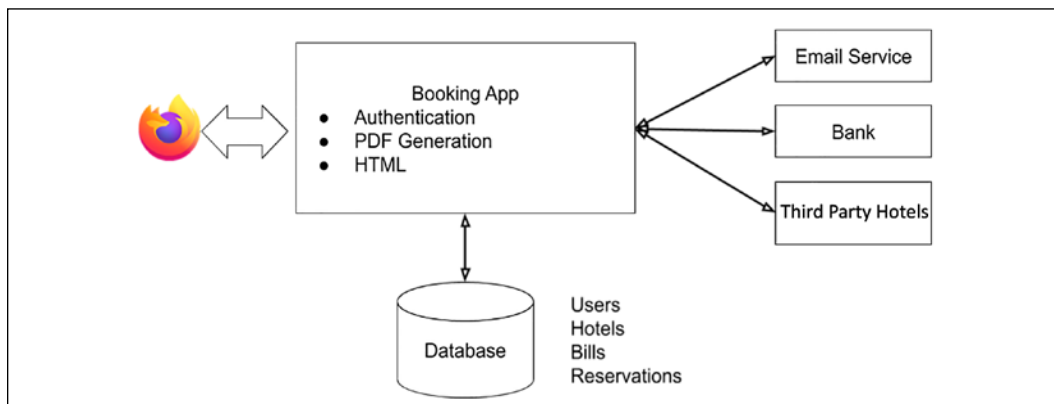 Booking App
● Authentication
● PDF Generation
● HTML
Email Service
Bank
Third Party Hotels
Database
Users
Hotels
Bills
Reservations